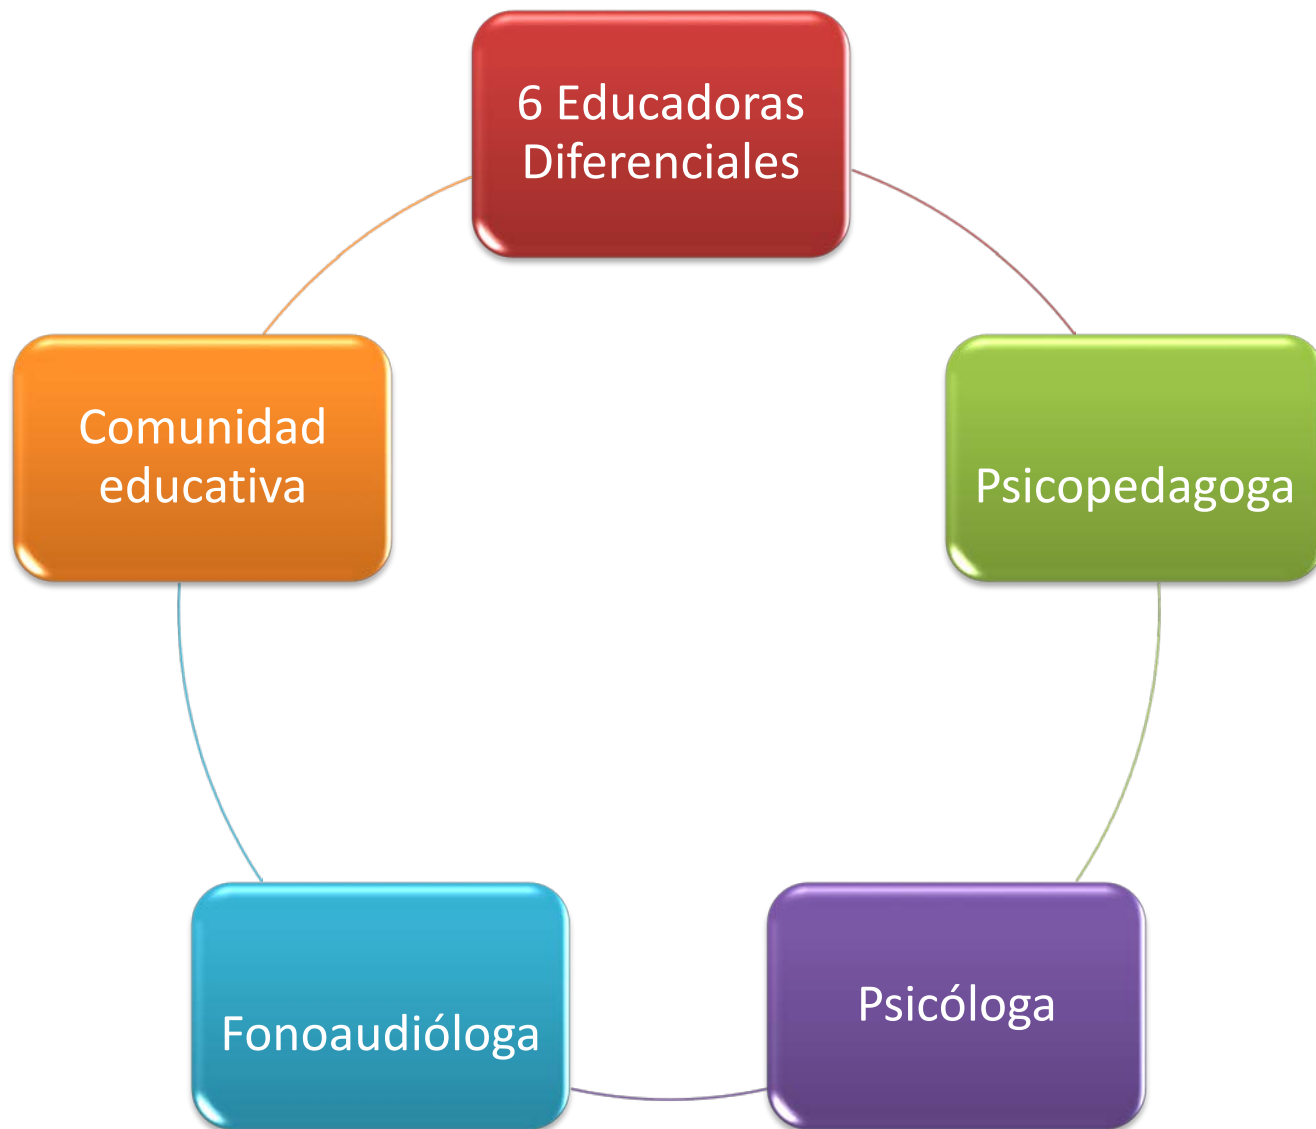 6 Educadoras
Diferenciales
Comunidad
educativa
Psicopedagoga
Fonoaudióloga
Psicóloga